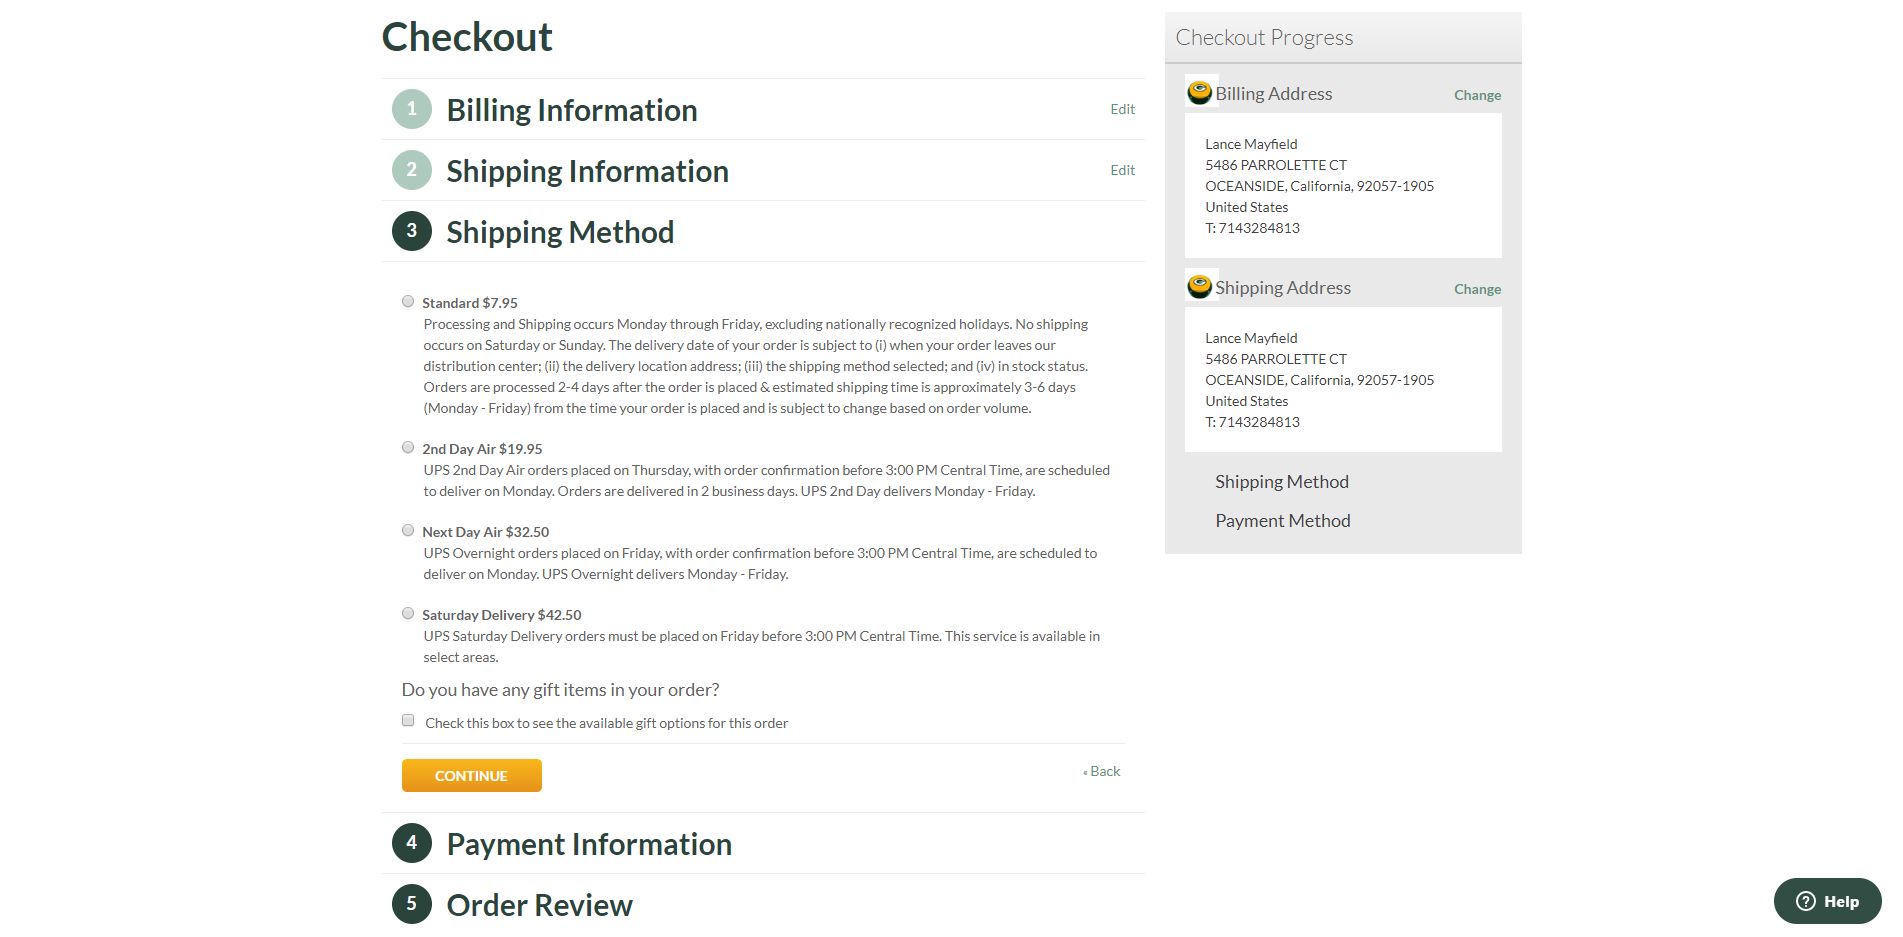 Checkout
1 Billing Information Edit
2 Shipping Information Edit
3 Shipping Method
Standard $7.95
Processing and Shipping occurs Monday through Friday, excluding nationally recognized holidays. No shipping
occurs on Saturday or Sunday. The delivery date of your order is subject to (i) when your order leaves our
distribution center; (ii) the delivery location address; (iii) the shipping method selected; and (iv) in stock status.
Orders are processed 2-4 days after the order is placed & estimated shipping time is approximately 3-6 days
(Monday - Friday) from the time your order is placed and is subject to change based on order volume.
2nd Day Air $19.95
UPS 2nd Day Air orders placed on Thursday, with order confirmation before 3:00 PM Central Time, are scheduled
to deliver on Monday. Orders are delivered in 2 business days. UPS 2nd Day delivers Monday - Friday.
Next Day Air $32.50
UPS Overnight orders placed on Friday, with order confirmation before 3:00 PM Central Time, are scheduled to
deliver on Monday. UPS Overnight delivers Monday - Friday.
Saturday Delivery $42.50
UPS Saturday Delivery orders must be placed on Friday before 3:00 PM Central Time. This service is available in
select areas.
Do you have any gift items in your order?
Check this box to see the available gift options for this order
CONTINUE
« Back
4 Payment Information
5 Order Review
Checkout Progress
Billing Address Change
Lance Mayfield
5486 PARROLETTE CT
OCEANSIDE, California, 92057-1905
United States
T: 7143284813
Shipping Address Change
Lance Mayfield
5486 PARROLETTE CT
OCEANSIDE, California, 92057-1905
United States
T: 7143284813
Shipping Method
Payment Method
? Help